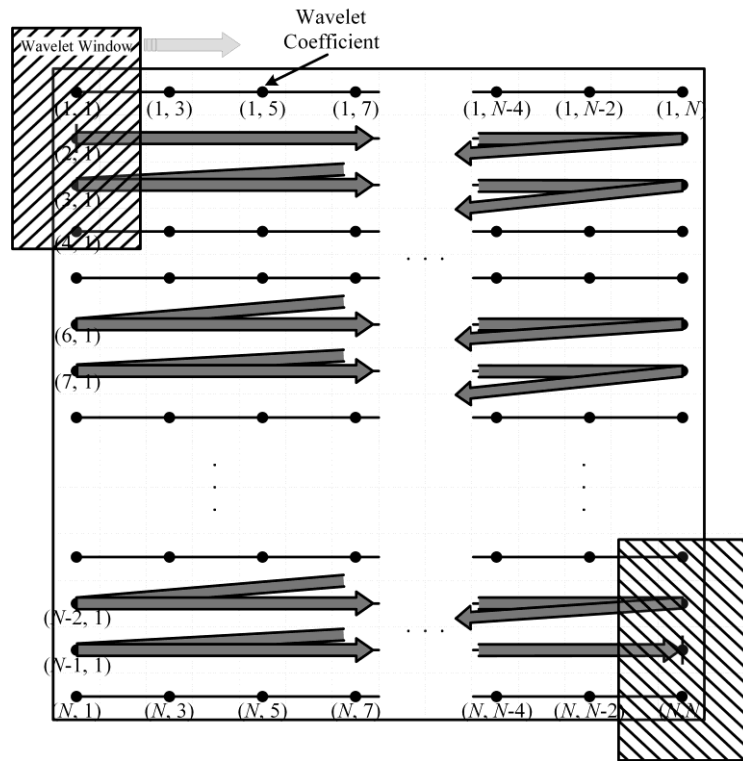 Wavelet
Coefficient
Wavelet Window
(1, 1) (1, 3) (1, 5) (1, 7) (1, N-4) (1, N-2) (1, N)
(2, 1)
(3, 1)
(4, 1)
. . .
(6, 1)
(7, 1)
. . .
. . .
(N-2, 1)
(N-1, 1)
. . .
(N, 1) (N, 3) (N, 5) (N, 7) (N, N-4) (N, N-2) (N,N)